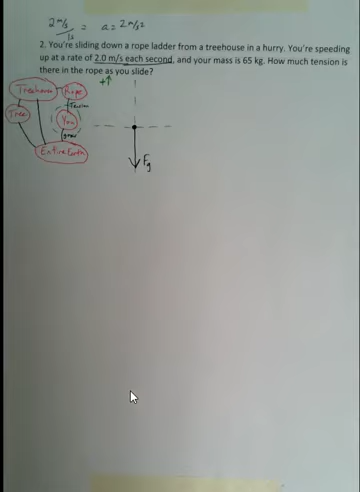 2 m/s = a = 2 m/s²
1s
2. You're sliding down a rope ladder from a treehouse in a hurry. You're speeding
up at a rate of 2.0 m/s each second, and your mass is 65 kg. How much tension is
there in the rope as you slide?
+↑
Treehouse
Rope
Tension
Tree
You
grav
Entire Earth
Fg